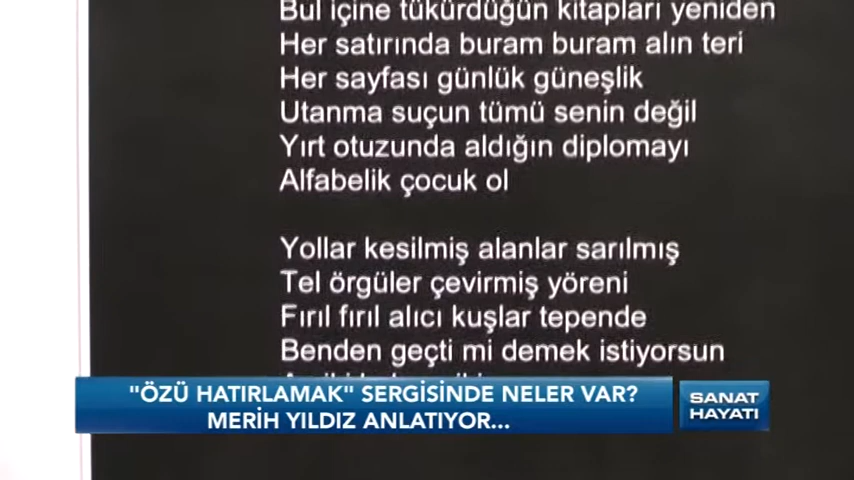 Bul içine tükürdüğün kitapları yeniden
Her satırında buram buram alın teri
Her sayfası günlük güneşlik
Utanma suçun tümü senin değil
Yırt otuzunda aldığın diplomayı
Alfabelik çocuk ol
Yollar kesilmiş alanlar sarılmış
Tel örgüler çevirmiş yöreni
Fırıl fırıl alıcı kuşlar tepende
Benden geçti mi demek istiyorsun
"ÖZÜ HATIRLAMAK" SERGİSİNDE NELER VAR?
MERİH YILDIZ ANLATIYOR...
SANAT
HAYATI